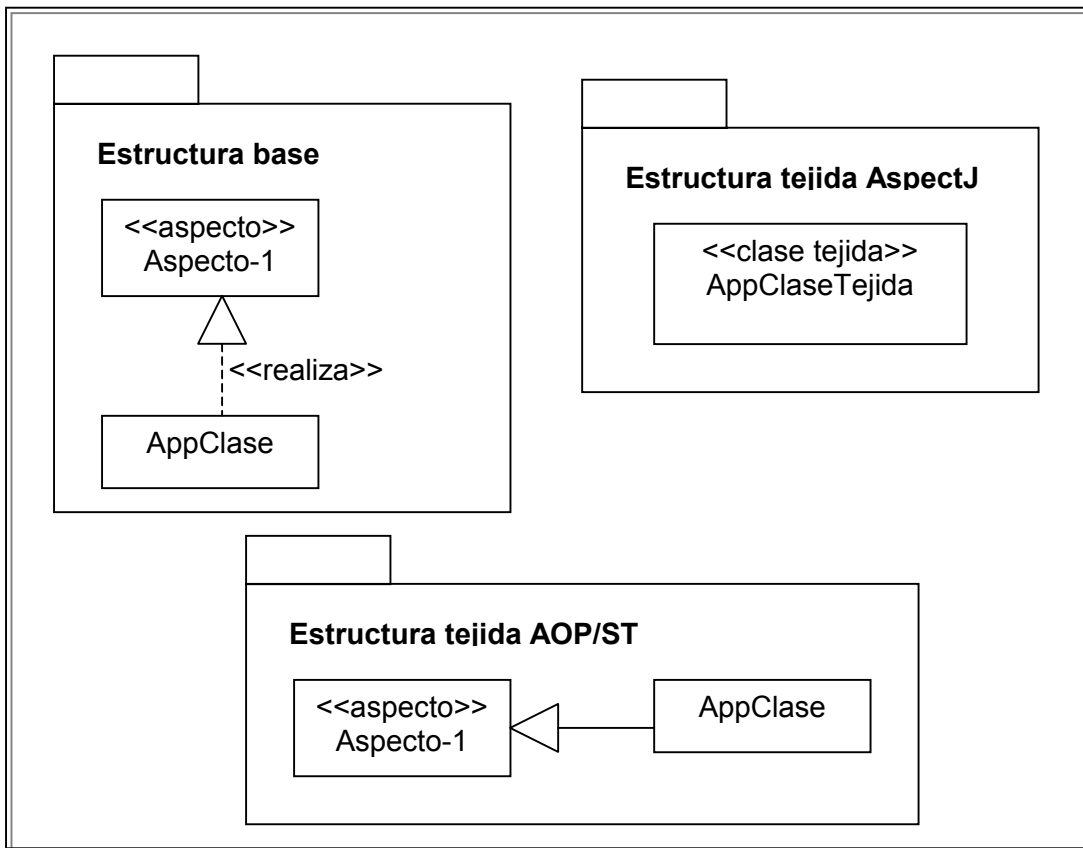 Estructura base
<<aspecto>>
Aspecto-1
<<realiza>>
AppClase
Estructura tejida AspectJ
<<clase tejida>>
AppClaseTejida
Estructura tejida AOP/ST
<<aspecto>>
Aspecto-1
AppClase